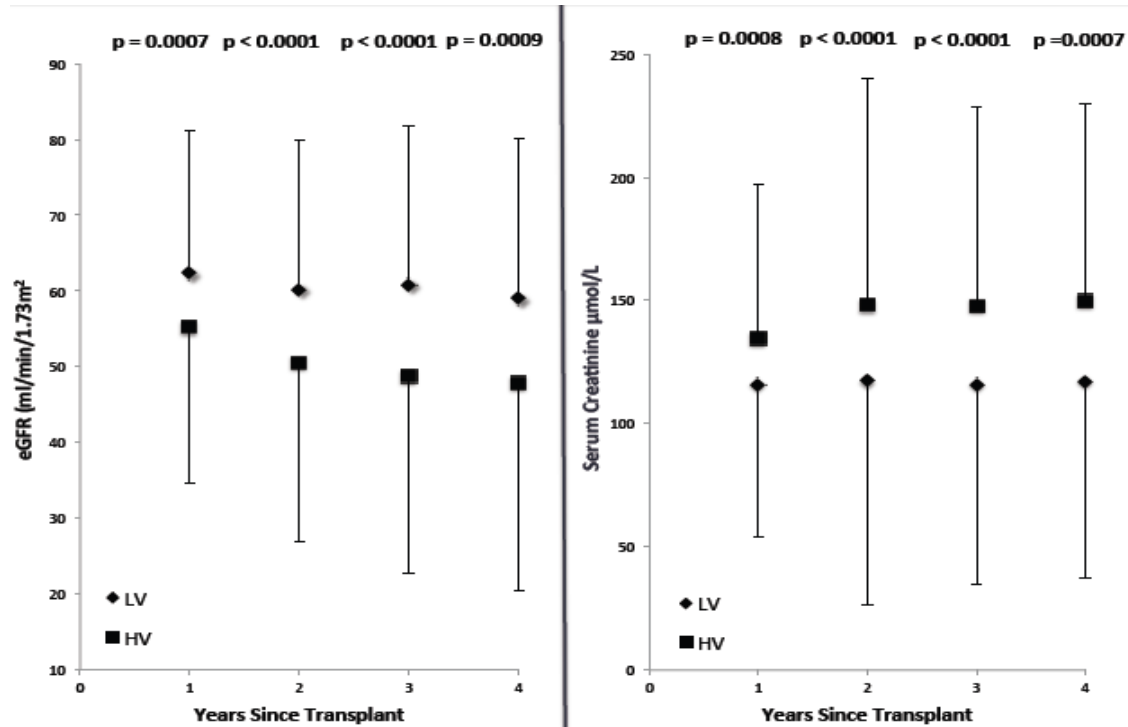 p = 0.0007 p < 0.0001 p < 0.0001 p = 0.0009
90
80
70
60
50
40
30
20
10
eGFR (ml/min/1.73m²
LV
HV
0 1 2 3 4
Years Since Transplant
p = 0.0008 p < 0.0001 p < 0.0001 p =0.0007
250
200
150
100
50
0
Serum Creatinine µmol/L
LV
HV
0 1 2 3 4
Years Since Transplant